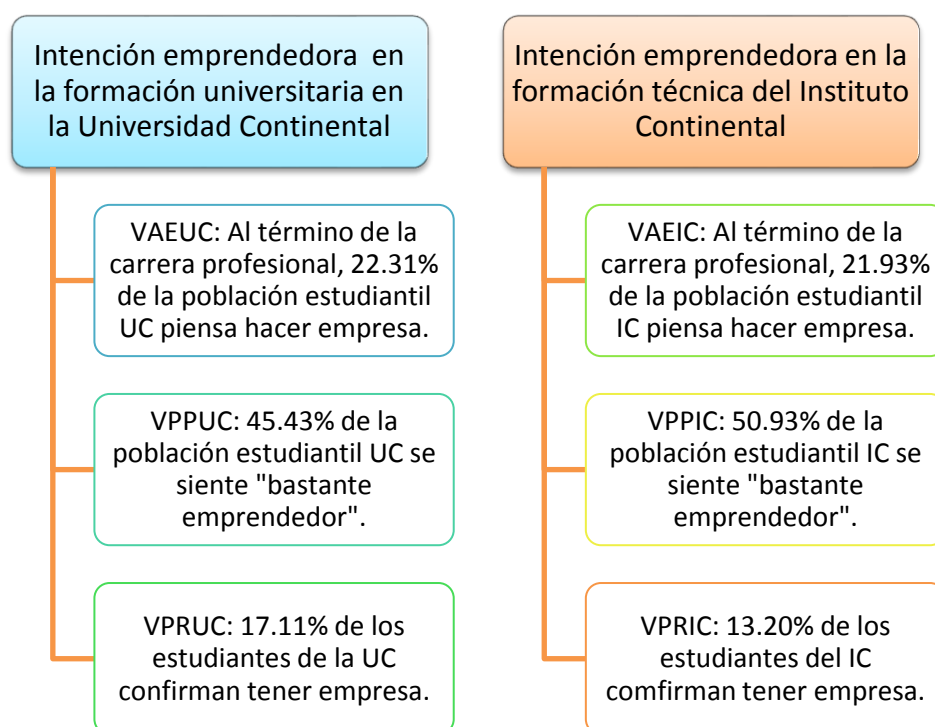 Intención emprendedora en
la formación universitaria en
la Universidad Continental
VAEUC: Al término de la
carrera profesional, 22.31%
de la población estudiantil
UC piensa hacer empresa.
VPPUC: 45.43% de la
población estudiantil UC se
siente "bastante
emprendedor".
VPRUC: 17.11% de los
estudiantes de la UC
confirman tener empresa.
Intención emprendedora en la
formación técnica del Instituto
Continental
VAEIC: Al término de la
carrera profesional, 21.93%
de la población estudiantil
IC piensa hacer empresa.
VPPIC: 50.93% de la
población estudiantil IC se
siente "bastante
emprendedor".
VPRIC: 13.20% de los
estudiantes del IC
comfirman tener empresa.